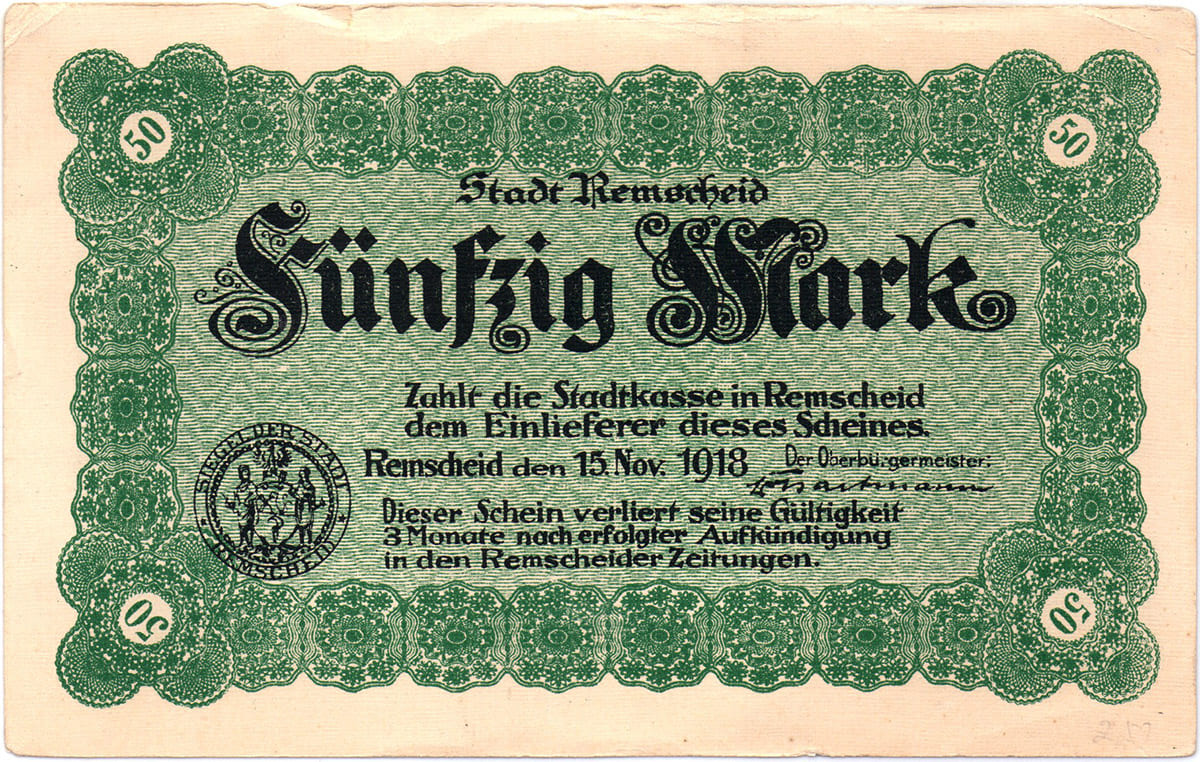 50
50
Stadt Remscheid
Fünfzig Mark
Zahlt die Stadtkasse in Remscheid
dem Einlieferer dieses Scheines.
Remscheid den 15. Nov. 1918
Der Oberbürgermeister:
Hartmann
SIEGEL DER STADT
* REMSCHEID *
Dieser Schein verliert seine Gültigkeit
3 Monate nach erfolgter Aufkündigung
in den Remscheider Zeitungen.
50
50